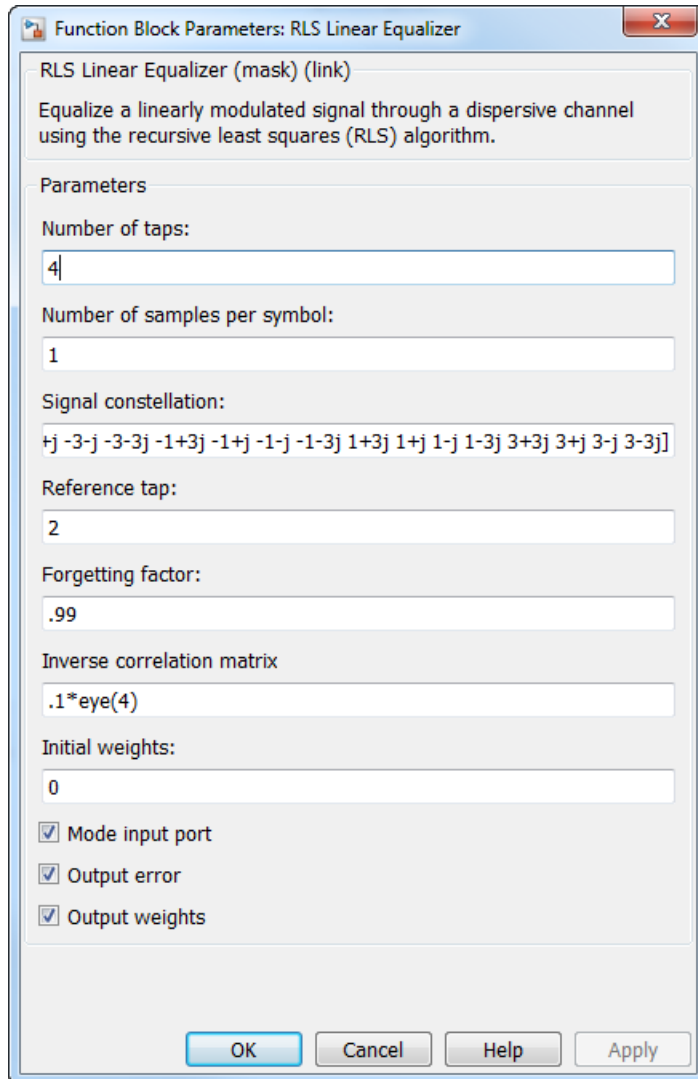 Function Block Parameters: RLS Linear Equalizer
RLS Linear Equalizer (mask) (link)
Equalize a linearly modulated signal through a dispersive channel
using the recursive least squares (RLS) algorithm.
Parameters
Number of taps:
4
Number of samples per symbol:
1
Signal constellation:
+j -3-j -3-3j -1+3j -1+j -1-j -1-3j 1+3j 1+j 1-j 1-3j 3+3j 3+j 3-j 3-3j]
Reference tap:
2
Forgetting factor:
.99
Inverse correlation matrix
.1*eye(4)
Initial weights:
0
Mode input port
Output error
Output weights
OK Cancel Help Apply